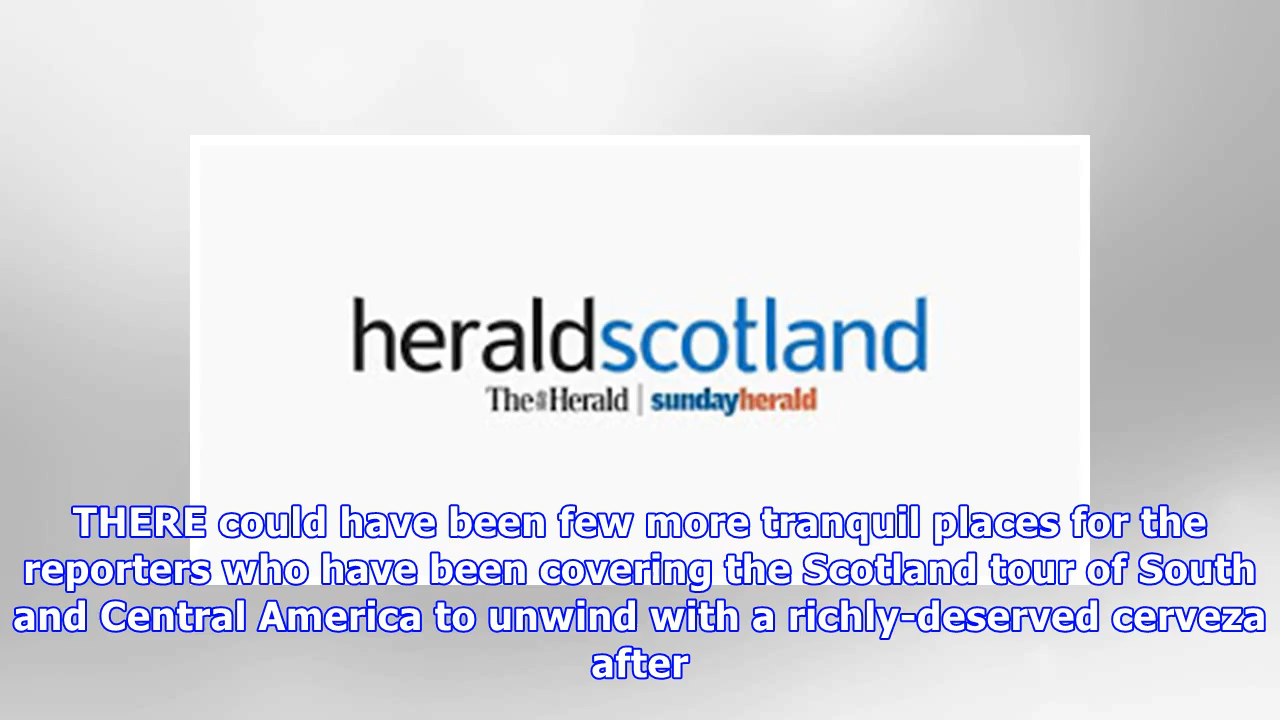 heraldscotland
The Herald | sundayherald
THERE could have been few more tranquil places for the
reporters who have been covering the Scotland tour of South
and Central America to unwind with a richly-deserved cerveza
after